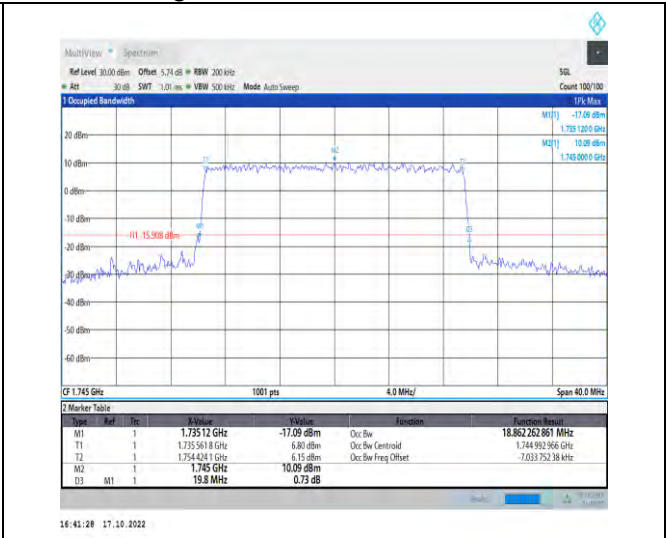 MultiView Spectrum
Ref Level 30.00 dBm Offset 5.74 dB RBW 200 kHz SGL
Att 30 dB SWT 1.01 ms VBW 500 kHz Mode Auto Sweep Count 100/100
1 Occupied Bandwidth 1Pk Max
M1[1] -17.09 dBm
1.735 120 0 GHz
M2[1] 10.09 dBm
1.745 000 0 GHz
20 dBm
M2
T1
T2
10 dBm
0 dBm
-10 dBm
M1
D3
H1 -15.908 dBm
-20 dBm
-30 dBm
-40 dBm
-50 dBm
-60 dBm
CF 1.745 GHz 1001 pts 4.0 MHz/ Span 40.0 MHz
2 Marker Table
Type Ref Trc X-Value Y-Value Function Function Result
M1 1 1.73512 GHz -17.09 dBm Occ Bw 18.862 262 861 MHz
T1 1 1.735 561 8 GHz 6.80 dBm Occ Bw Centroid 1.744 992 966 GHz
T2 1 1.754 424 1 GHz 6.15 dBm Occ Bw Freq Offset -7.033 752 38 kHz
M2 1 1.745 GHz 10.09 dBm
D3 M1 1 19.8 MHz 0.73 dB
16:41:28 17.10.2022